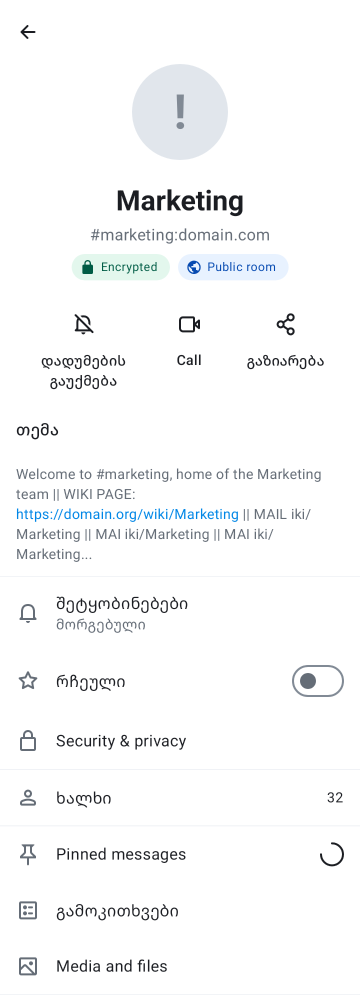 !
Marketing
#marketing:domain.com
Encrypted
Public room
დადუმების
გაუქმება
Call
გაზიარება
თემა
Welcome to #marketing, home of the Marketing
team || WIKI PAGE:
https://domain.org/wiki/Marketing || MAIL iki/
Marketing || MAI iki/Marketing || MAI iki/
Marketing...
შეტყობინებები
მორგებული
რჩეული
Security & privacy
ხალხი 32
Pinned messages
გამოკითხვები
Media and files